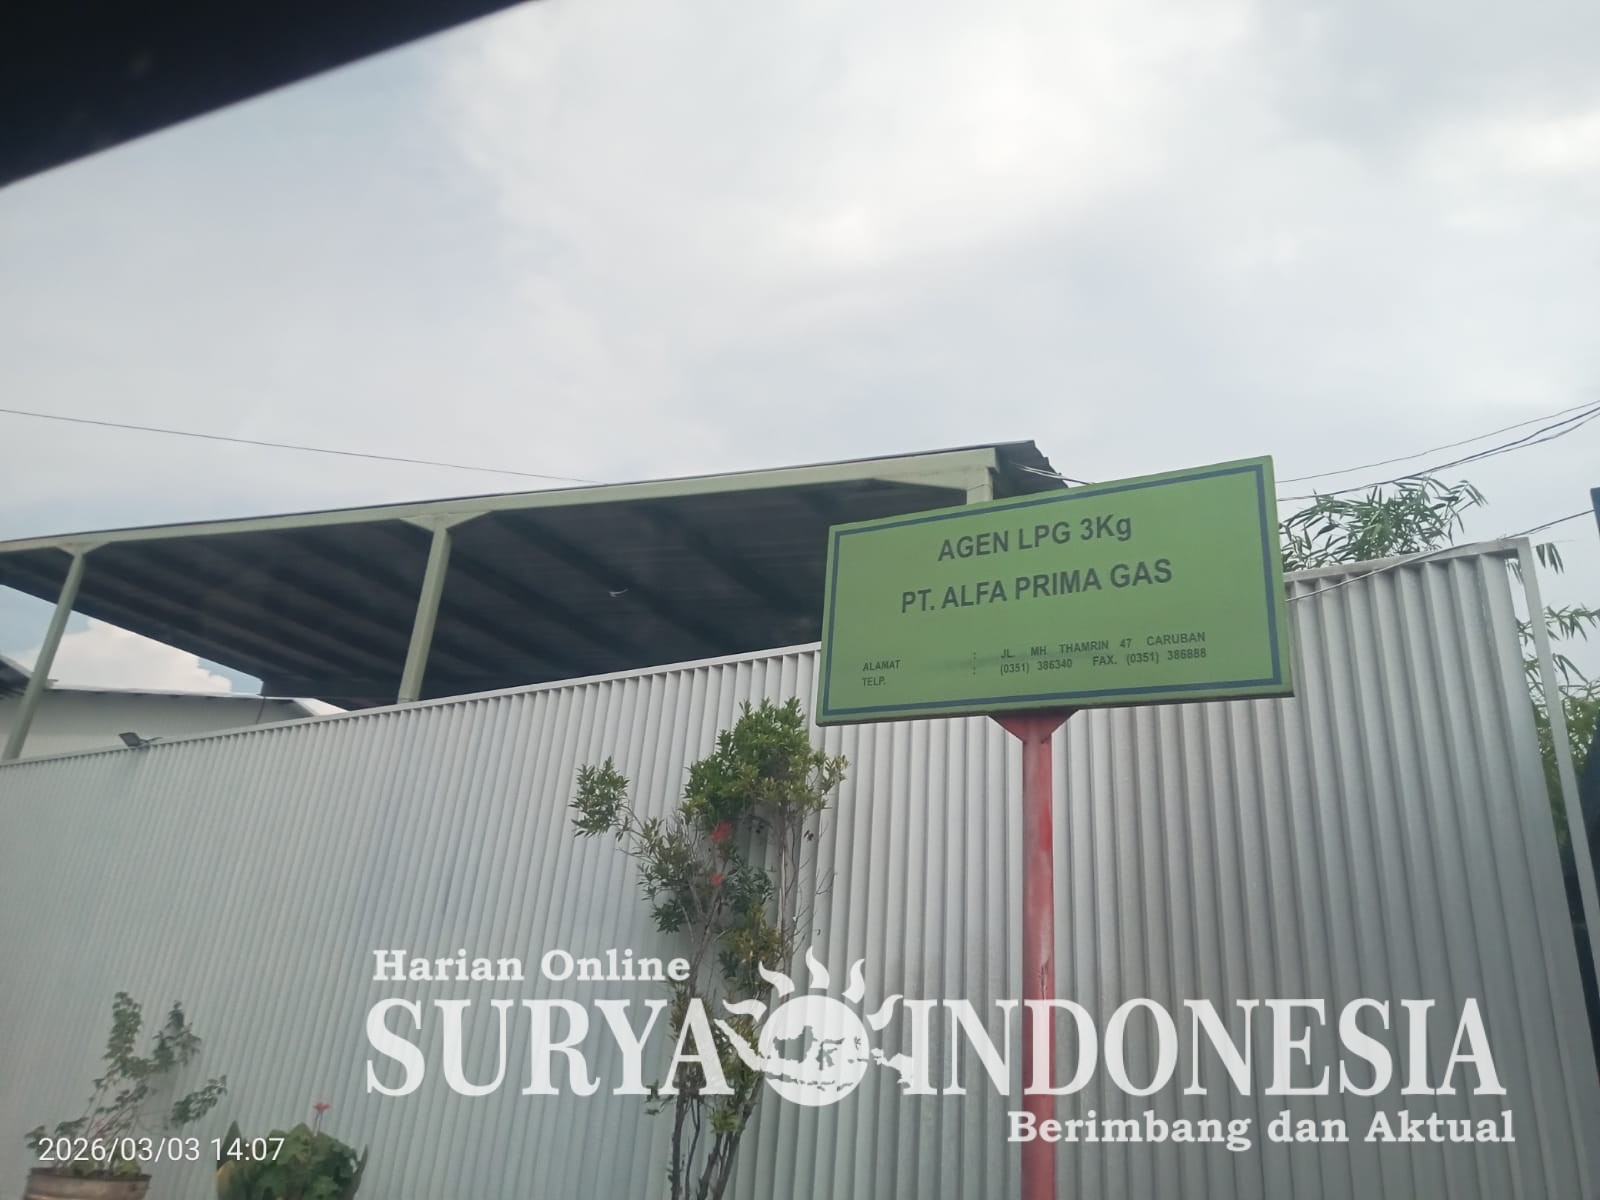 AGEN LPG 3Kg
PT. ALFA PRIMA GAS
ALAMAT : JL. MH THAMRIN 47 CARUBAN
TELP. : (0351) 386340 FAX. (0351) 386888
Harian Online
SURYA INDONESIA
Berimbang dan Aktual
2026/03/03 14:07